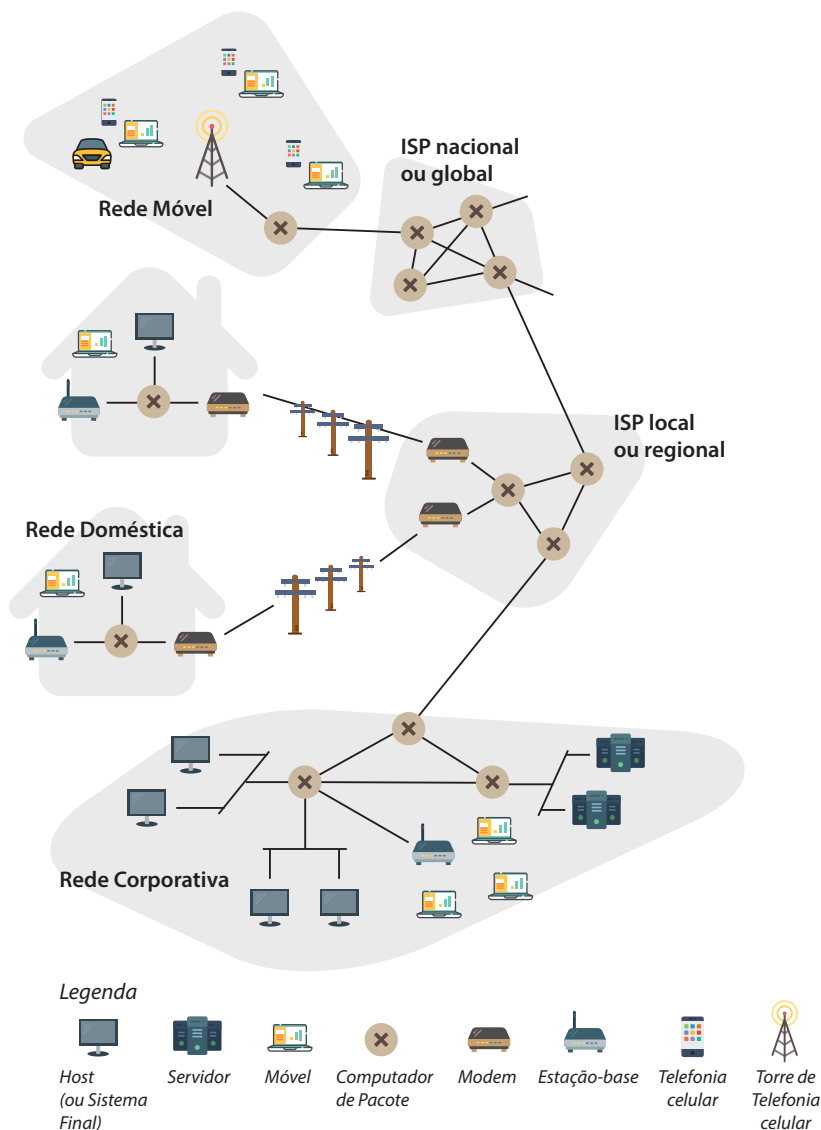 ISP nacional
ou global
Rede Móvel
ISP local
ou regional
Rede Doméstica
Rede Corporativa
Legenda
Host
(ou Sistema
Final)
Servidor
Móvel
Computador
de Pacote
Modem
Estação-base
Telefonia
celular
Torre de
Telefonia
celular